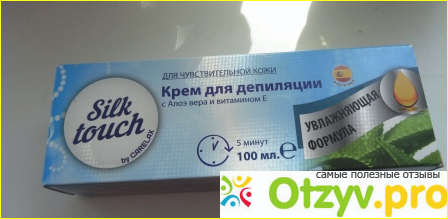 ДЛЯ ЧУВСТВИТЕЛЬНОЙ КОЖИ
Крем для депиляции
с Алоэ вера и витамином Е
Silk
touch
by CARELAX
5 минут
100 мл. e
УВЛАЖНЯЮЩАЯ
ФОРМУЛА
самые полезные отзывы
Otzyv.pro